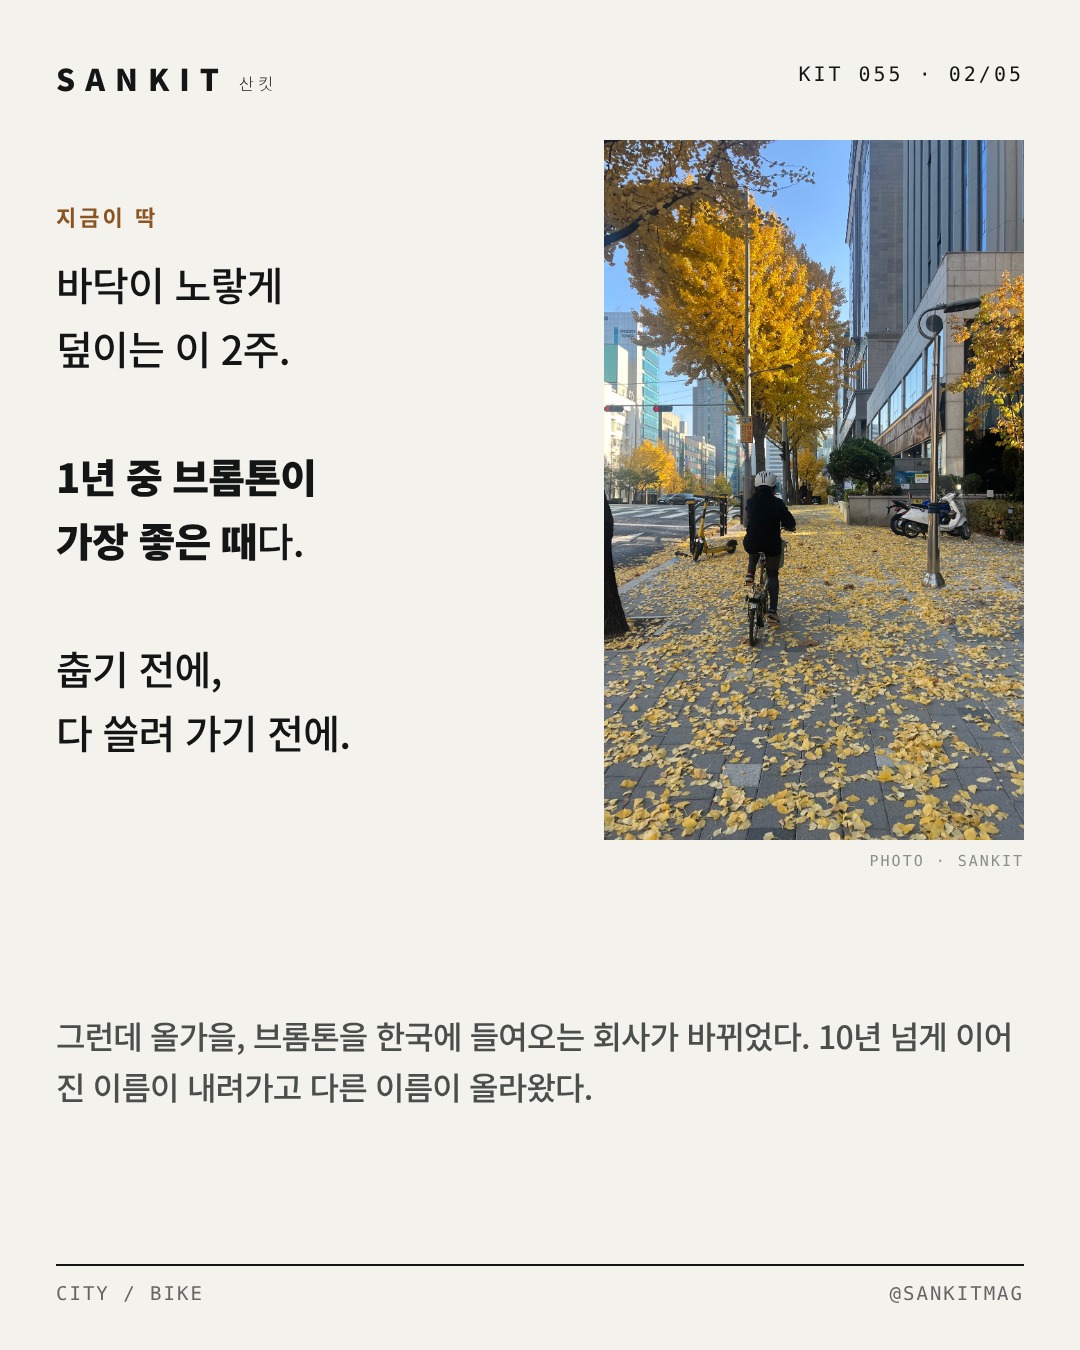 SANKIT 산킷
KIT 055 · 02/05
지금이 딱
바닥이 노랗게
덮이는 이 2주.
1년 중 브롬톤이
가장 좋은 때다.
춥기 전에,
다 쓸려 가기 전에.
PHOTO · SANKIT
그런데 올가을, 브롬톤을 한국에 들여오는 회사가 바뀌었다. 10년 넘게 이어
진 이름이 내려가고 다른 이름이 올라왔다.
CITY / BIKE
@SANKITMAG